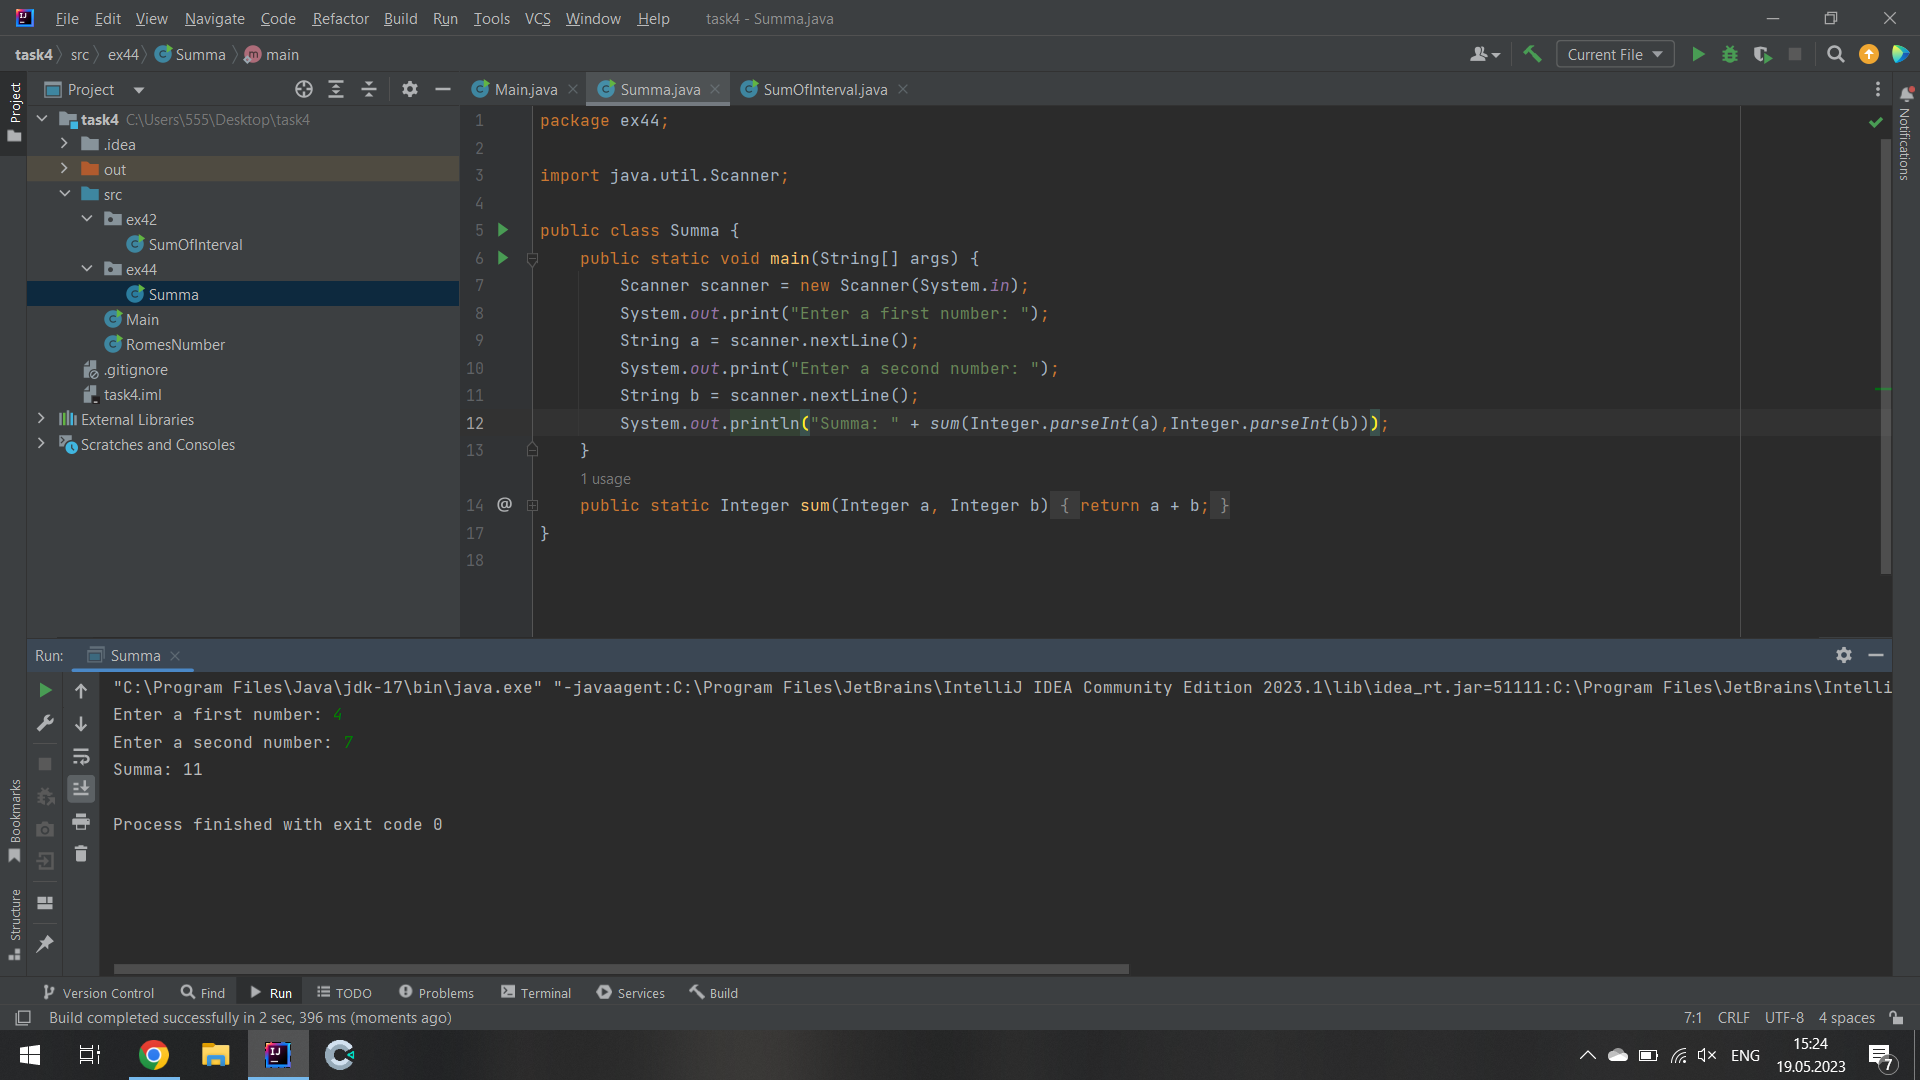 File Edit View Navigate Code Refactor Build Run Tools VCS Window Help task4 - Summa.java
task4 src ex44 Summa main
Current File
Project
Project
Main.java Summa.java SumOfInterval.java
Notifications
task4 C:\Users\555\Desktop\task4
.idea
out
src
ex42
SumOfInterval
ex44
Summa
Main
RomesNumber
.gitignore
task4.iml
External Libraries
Scratches and Consoles
1 package ex44;
2
3 import java.util.Scanner;
4
5 public class Summa {
6 public static void main(String[] args) {
7 Scanner scanner = new Scanner(System.in);
8 System.out.print("Enter a first number: ");
9 String a = scanner.nextLine();
10 System.out.print("Enter a second number: ");
11 String b = scanner.nextLine();
12 System.out.println("Summa: " + sum(Integer.parseInt(a),Integer.parseInt(b)));
13 }
1 usage
14 @ public static Integer sum(Integer a, Integer b) { return a + b; }
17 }
18
Run: Summa
"C:\Program Files\Java\jdk-17\bin\java.exe" "-javaagent:C:\Program Files\JetBrains\IntelliJ IDEA Community Edition 2023.1\lib\idea_rt.jar=51111:C:\Program Files\JetBrains\Intelli
Enter a first number: 4
Enter a second number: 7
Summa: 11
Process finished with exit code 0
Bookmarks
Structure
Version Control Find Run TODO Problems Terminal Services Build
Build completed successfully in 2 sec, 396 ms (moments ago)
7:1 CRLF UTF-8 4 spaces
ENG
15:24
19.05.2023
7